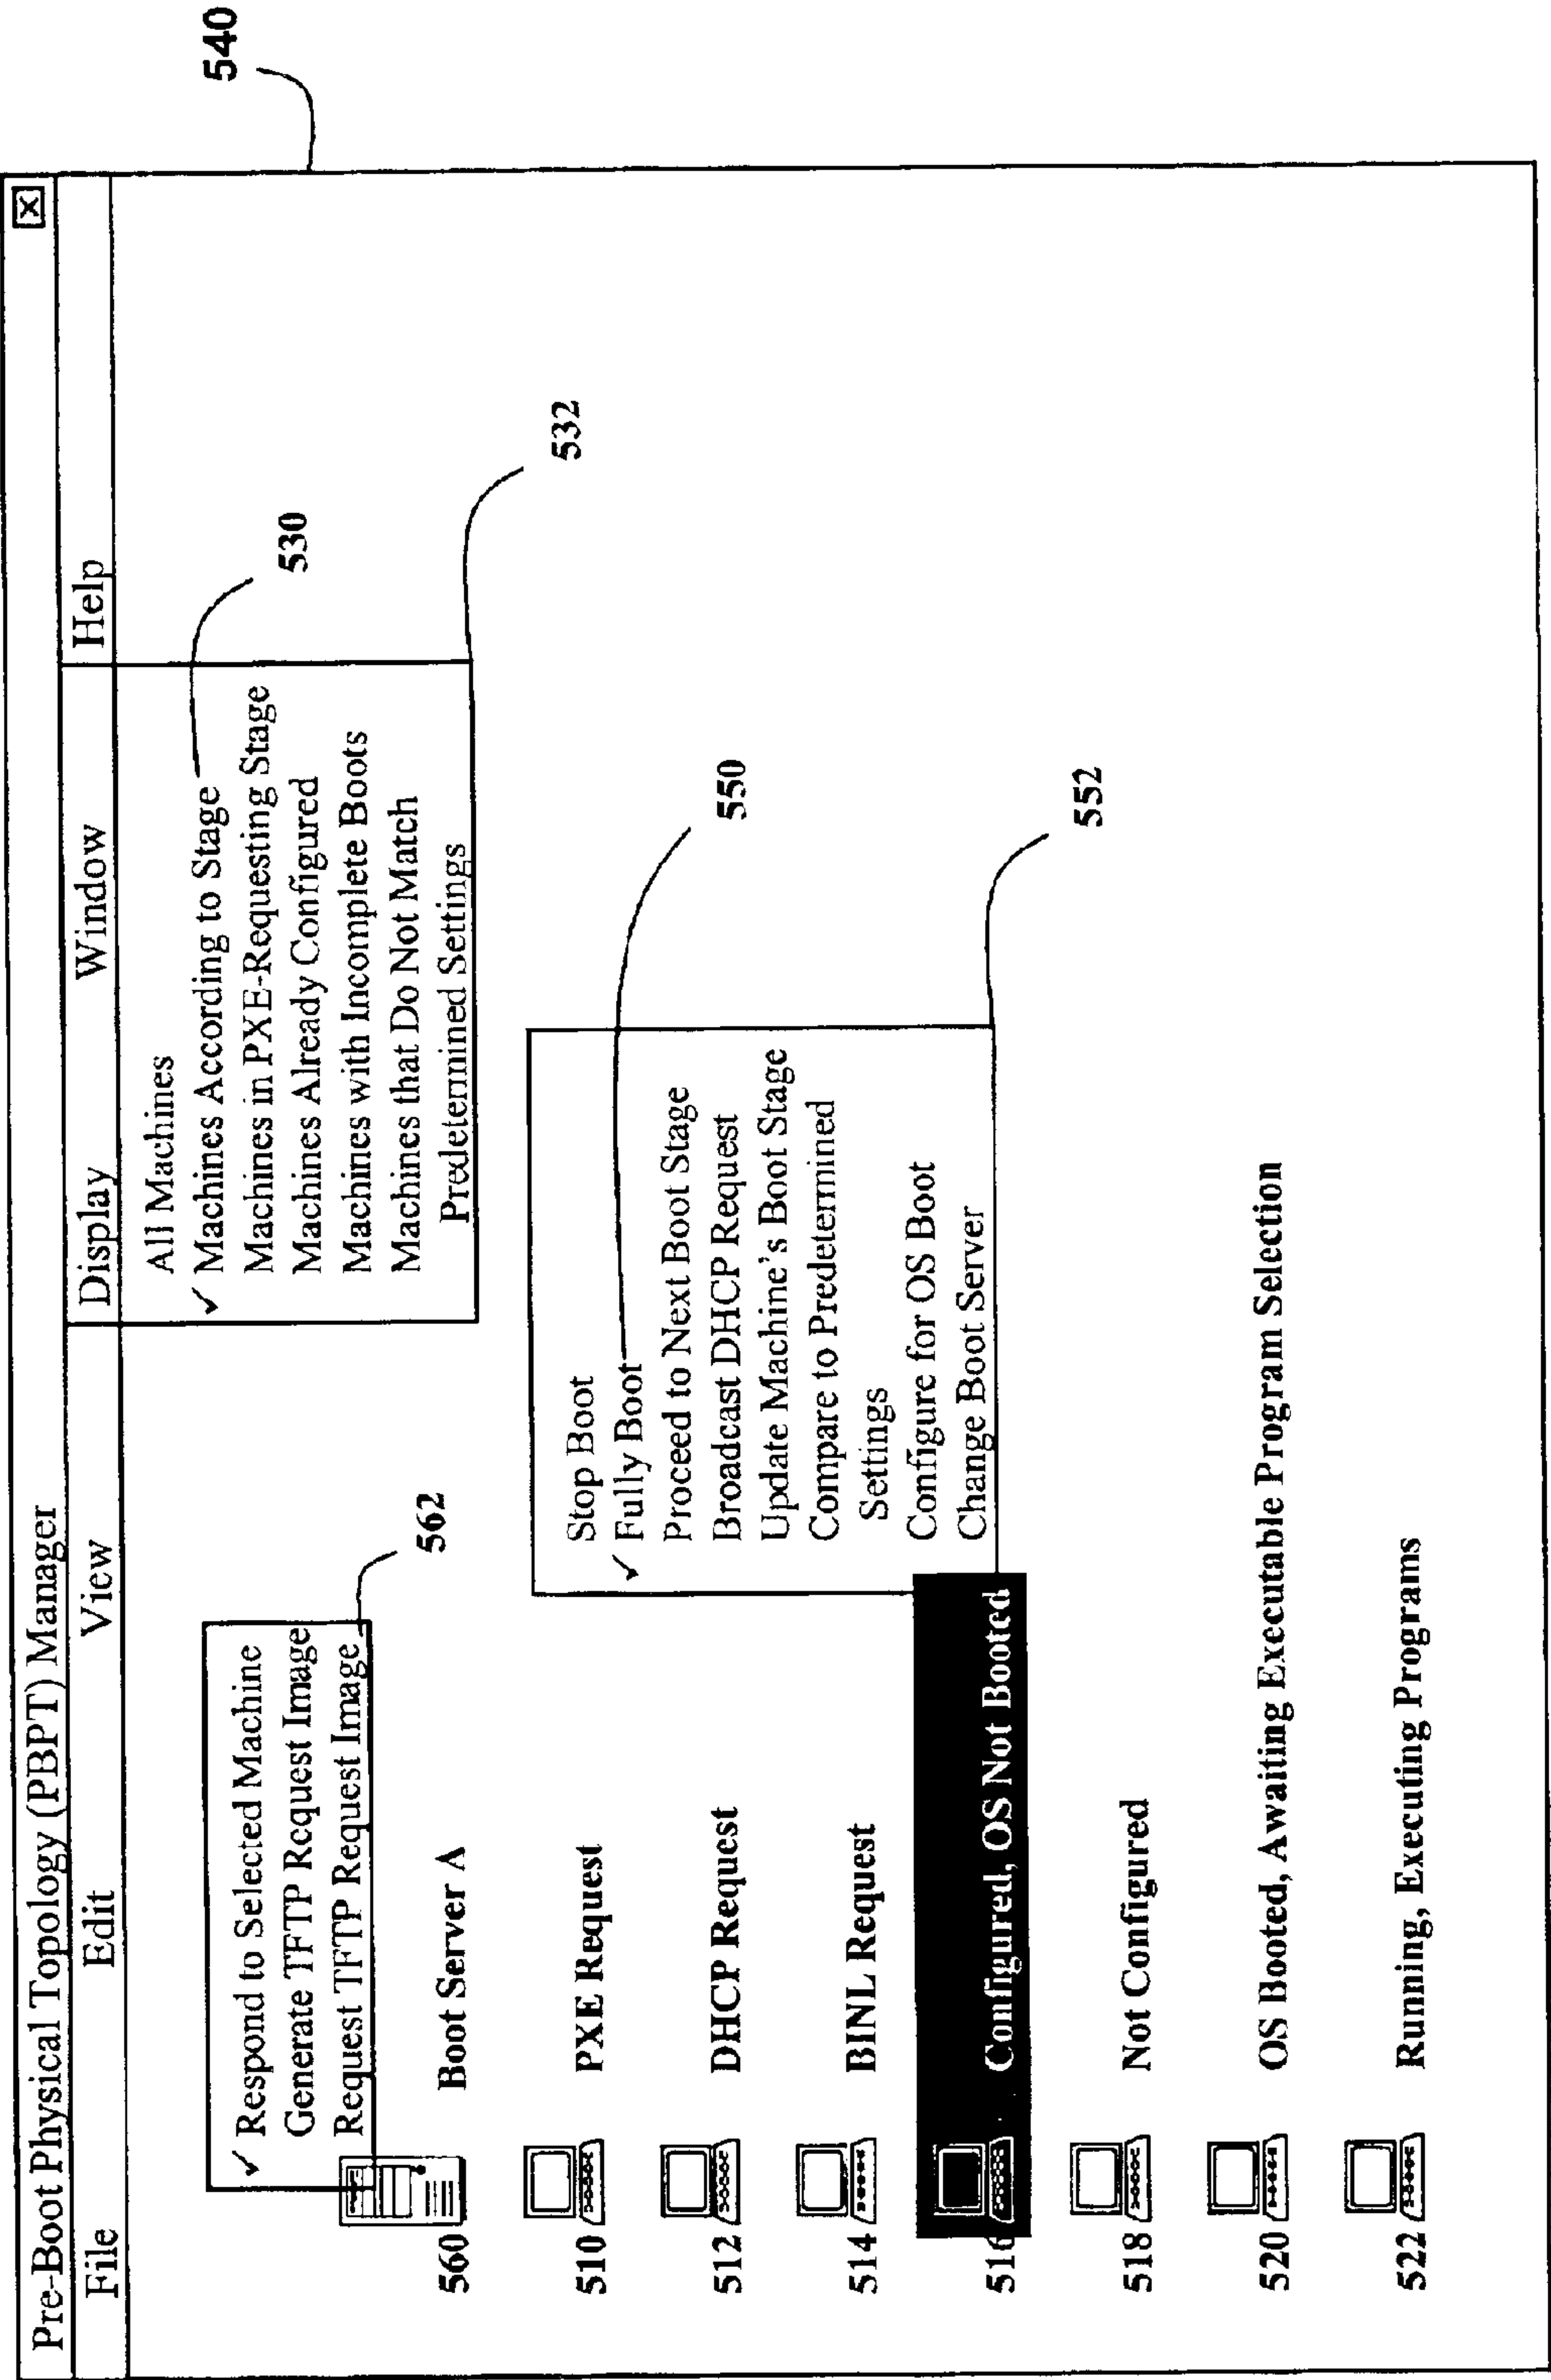 Pre-Boot Physical Topology (PBPT) Manager
X
File Edit View Display Window Help
540
All Machines
✓ Machines According to Stage
Machines in PXE-Requesting Stage
Machines Already Configured
Machines with Incomplete Boots
Machines that Do Not Match
Predetermined Settings
530
532
✓ Respond to Selected Machine
Generate TFTP Request Image
Request TFTP Request Image
562
560 Boot Server A
Stop Boot
✓ Fully Boot
Proceed to Next Boot Stage
Broadcast DHCP Request
Update Machine's Boot Stage
Compare to Predetermined
Settings
Configure for OS Boot
Change Boot Server
550
552
510 PXE Request
512 DHCP Request
514 BINL Request
516 Configured, OS Not Booted
518 Not Configured
520 OS Booted, Awaiting Executable Program Selection
522 Running, Executing Programs